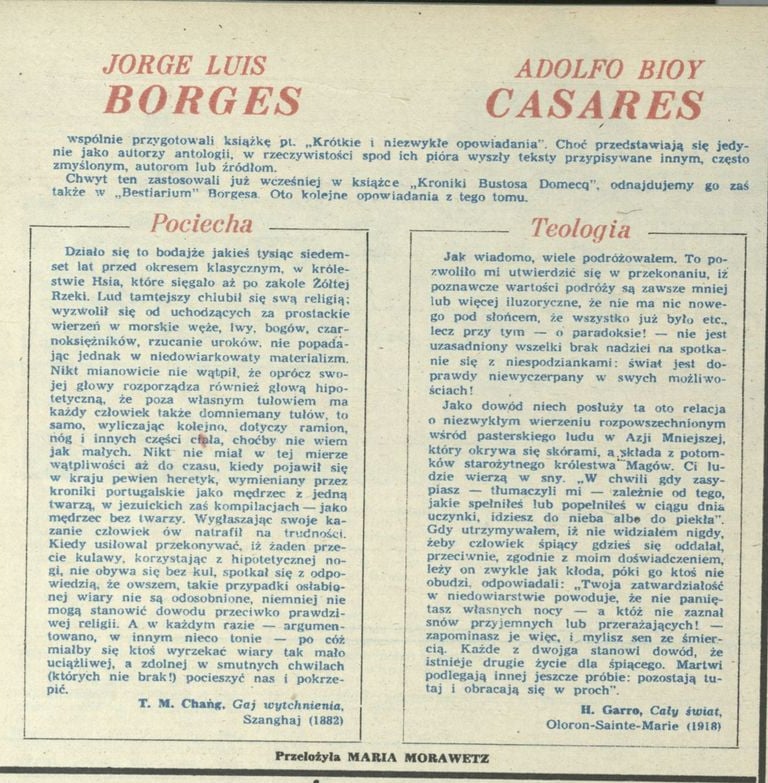 JORGE LUIS
BORGES
ADOLFO BIOY
CASARES
wspólnie przygotowali książkę pt. „Krótkie i niezwykłe opowiadania”. Choć przedstawiają się jedy-
nie jako autorzy antologii, w rzeczywistości spod ich pióra wyszły teksty przypisywane innym, często
zmyślonym, autorom lub źródłom.
Chwyt ten zastosowali już wcześniej w książce „Kroniki Bustosa Domecq”, odnajdujemy go zaś
także w „Bestiarium” Borgesa. Oto kolejne opowiadania z tego tomu.
Pociecha
Działo się to bodajże jakieś tysiąc siedem-
set lat przed okresem klasycznym, w króle-
stwie Hsia, które sięgało aż po zakole Żółtej
Rzeki. Lud tamtejszy chlubił się swą religią;
wyzwolił się od uchodzących za prostackie
wierzeń w morskie węże, lwy, bogów, czar-
noksiężników, rzucanie uroków, nie popada-
jąc jednak w niedowiarkowaty materializm.
Nikt mianowicie nie wątpił, że oprócz swo-
jej głowy rozporządza również głową hipo-
tetyczną, że poza własnym tułowiem ma
każdy człowiek także domniemany tułów, to
samo, wyliczając kolejno, dotyczy ramion,
nóg i innych części ciała, choćby nie wiem
jak małych. Nikt nie miał w tej mierze
wątpliwości aż do czasu, kiedy pojawił się
w kraju pewien heretyk, wymieniany przez
kroniki portugalskie jako mędrzec z jedną
twarzą, w jezuickich zaś kompilacjach — jako
mędrzec bez twarzy. Wygłaszając swoje ka-
zanie człowiek ów natrafił na trudności.
Kiedy usiłował przekonywać, iż żaden prze-
cie kulawy, korzystając z hipotetycznej no-
gi, nie obywa się bez kul, spotkał się z odpo-
wiedzią, że owszem, takie przypadki osłabio-
nej wiary nie są odosobnione, niemniej nie
mogą stanowić dowodu przeciwko prawdzi-
wej religii. A w każdym razie — argumen-
towano, w innym nieco tonie — po cóż
miałby się ktoś wyrzekać wiary tak mało
uciążliwej, a zdolnej w smutnych chwilach
(których nie brak!) pocieszyć nas i pokrze-
pić.
T. M. Chang, Gaj wytchnienia,
Szanghaj (1882)
Teologia
Jak wiadomo, wiele podróżowałem. To po-
zwoliło mi utwierdzić się w przekonaniu, iż
poznawcze wartości podróży są zawsze mniej
lub więcej iluzoryczne, że nie ma nic nowe-
go pod słońcem, że wszystko już było etc.,
lecz przy tym — o paradoksie! — nie jest
uzasadniony wszelki brak nadziei na spotka-
nie się z niespodziankami: świat jest do-
prawdy niewyczerpany w swych możliwo-
ściach!
Jako dowód niech posłuży ta oto relacja
o niezwykłym wierzeniu rozpowszechnionym
wśród pasterskiego ludu w Azji Mniejszej,
który okrywa się skórami, a składa z potom-
ków starożytnego królestwa Magów. Ci lu-
dzie wierzą w sny. „W chwili gdy zasy-
piasz — tłumaczyli mi — zależnie od tego,
jakie spełniłeś lub popełniłeś w ciągu dnia
uczynki, idziesz do nieba albo do piekła”.
Gdy utrzymywałem, iż nie widziałem nigdy,
żeby człowiek śpiący gdzieś się oddalał,
przeciwnie, zgodnie z moim doświadczeniem,
leży on zwykle jak kłoda, póki go ktoś nie
obudzi, odpowiadali: „Twoja zatwardziałość
w niedowiarstwie powoduje, że nie pamię-
tasz własnych nocy — a któż nie zaznał
snów przyjemnych lub przerażających! —
zapominasz je więc, i mylisz sen ze śmier-
cią. Każde z dwojga stanowi dowód, że
istnieje drugie życie dla śpiącego. Martwi
podlegają innej jeszcze próbie: pozostają tu-
taj i obracają się w proch”.
H. Garro, Cały świat,
Oloron-Sainte-Marie (1918)
Przełożyła MARIA MORAWETZ